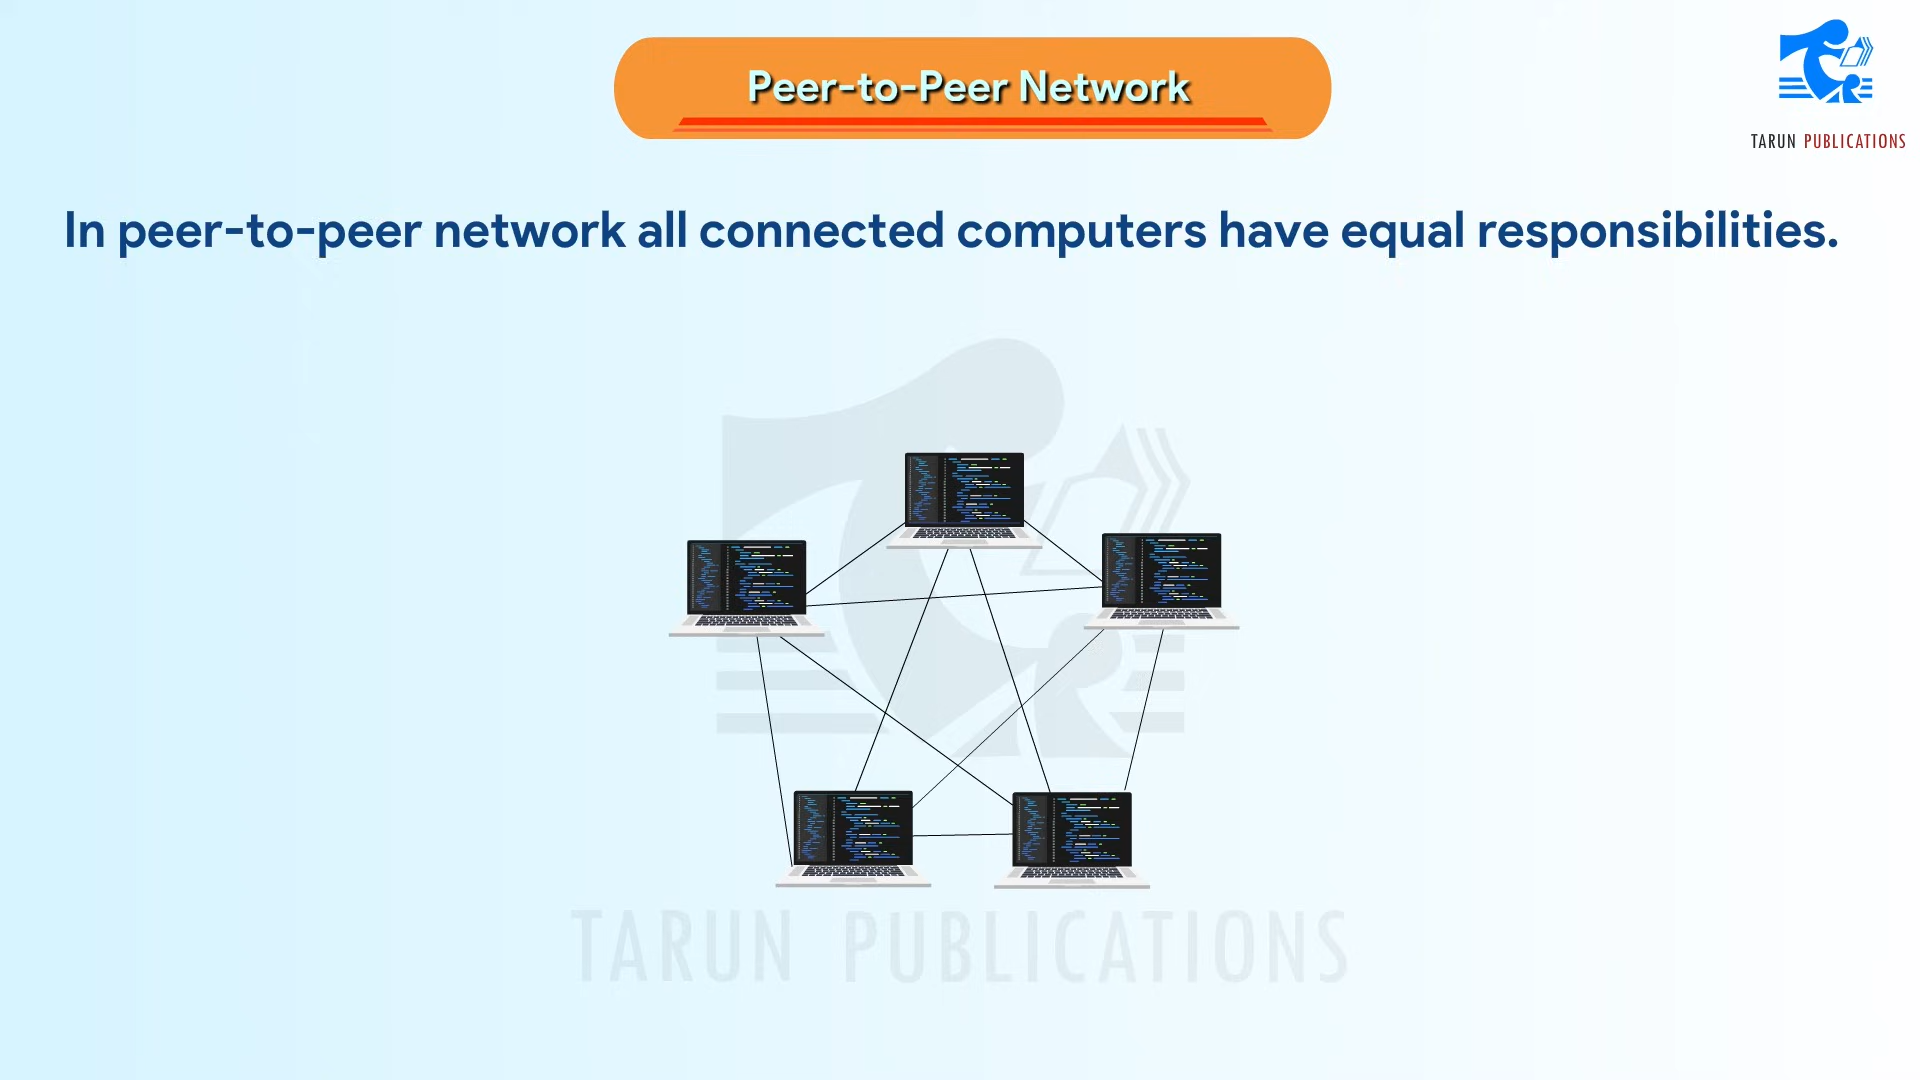 Peer-to-Peer Network
TARUN PUBLICATIONS
In peer-to-peer network all connected computers have equal responsibilities.
TARUN PUBLICATIONS